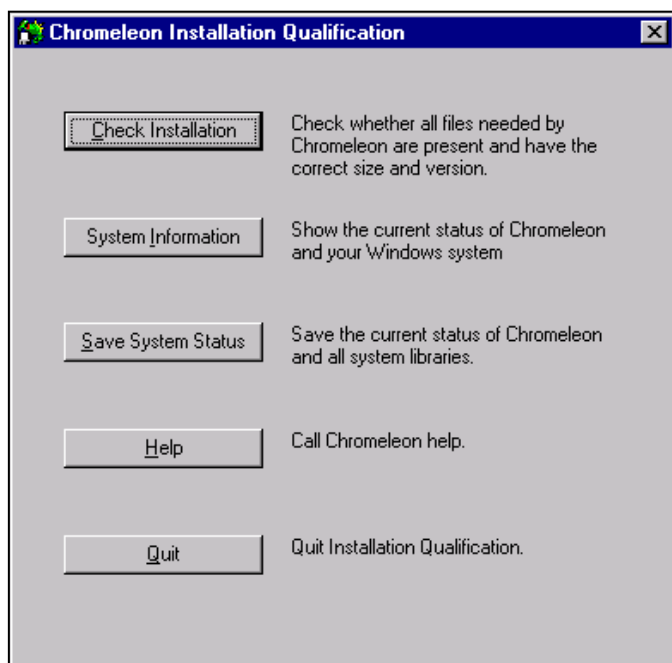 Chromeleon Installation Qualification
Check Installation
Check whether all files needed by
Chromeleon are present and have the
correct size and version.
System Information
Show the current status of Chromeleon
and your Windows system
Save System Status
Save the current status of Chromeleon
and all system libraries.
Help
Call Chromeleon help.
Quit
Quit Installation Qualification.